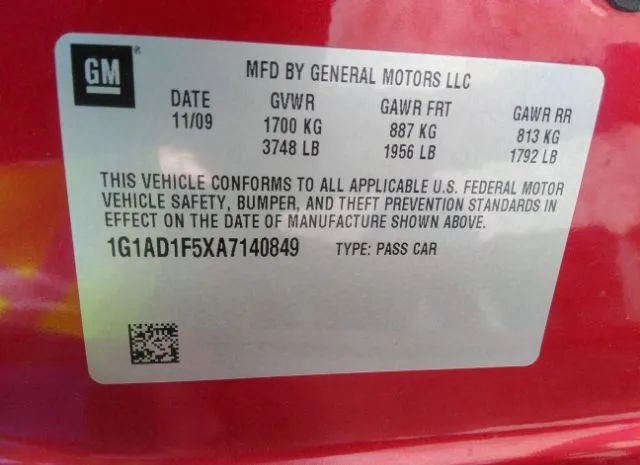 GM ®
MFD BY GENERAL MOTORS LLC
DATE GVWR GAWR FRT GAWR RR
11/09 1700 KG 887 KG 813 KG
3748 LB 1956 LB 1792 LB
THIS VEHICLE CONFORMS TO ALL APPLICABLE U.S. FEDERAL MOTOR
VEHICLE SAFETY, BUMPER, AND THEFT PREVENTION STANDARDS IN
EFFECT ON THE DATE OF MANUFACTURE SHOWN ABOVE.
1G1AD1F5XA7140849 TYPE: PASS CAR